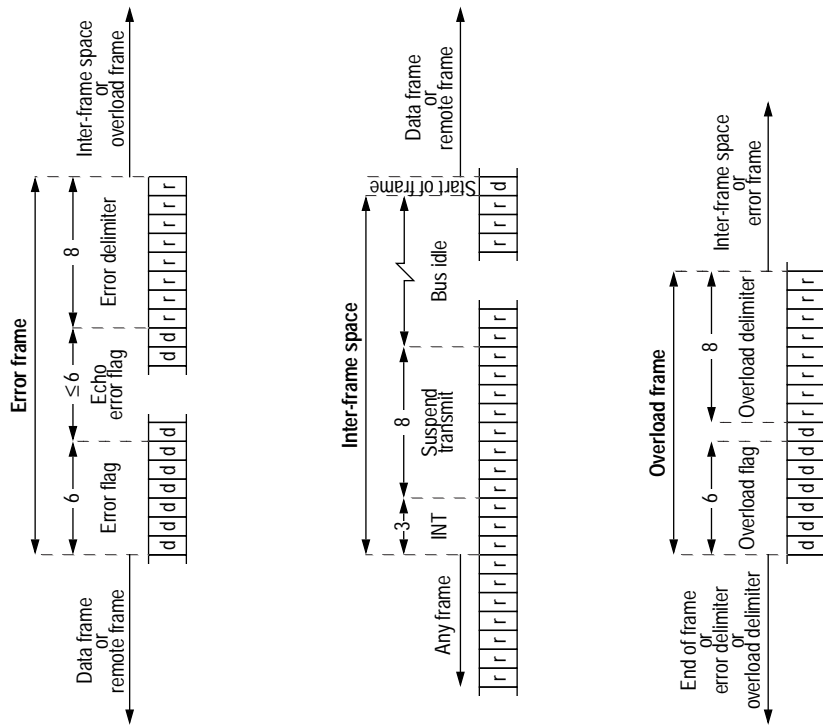 Error frame
6
≤ 6
8
Data frame
or
remote frame
Error flag
Echo
error flag
Error delimiter
Inter-frame space
or
overload frame
d d d d d d d d d r r r r r r r r
Inter-frame space
3
8
Any frame
INT
Suspend
transmit
Bus idle
Start of frame
Data frame
or
remote frame
r r r r r r r r r r r r r r r r r r r r r r r d
Overload frame
6
8
End of frame
or
error delimiter
or
overload delimiter
Overload flag
Overload delimiter
Inter-frame space
or
error frame
d d d d d d d r r r r r r r r